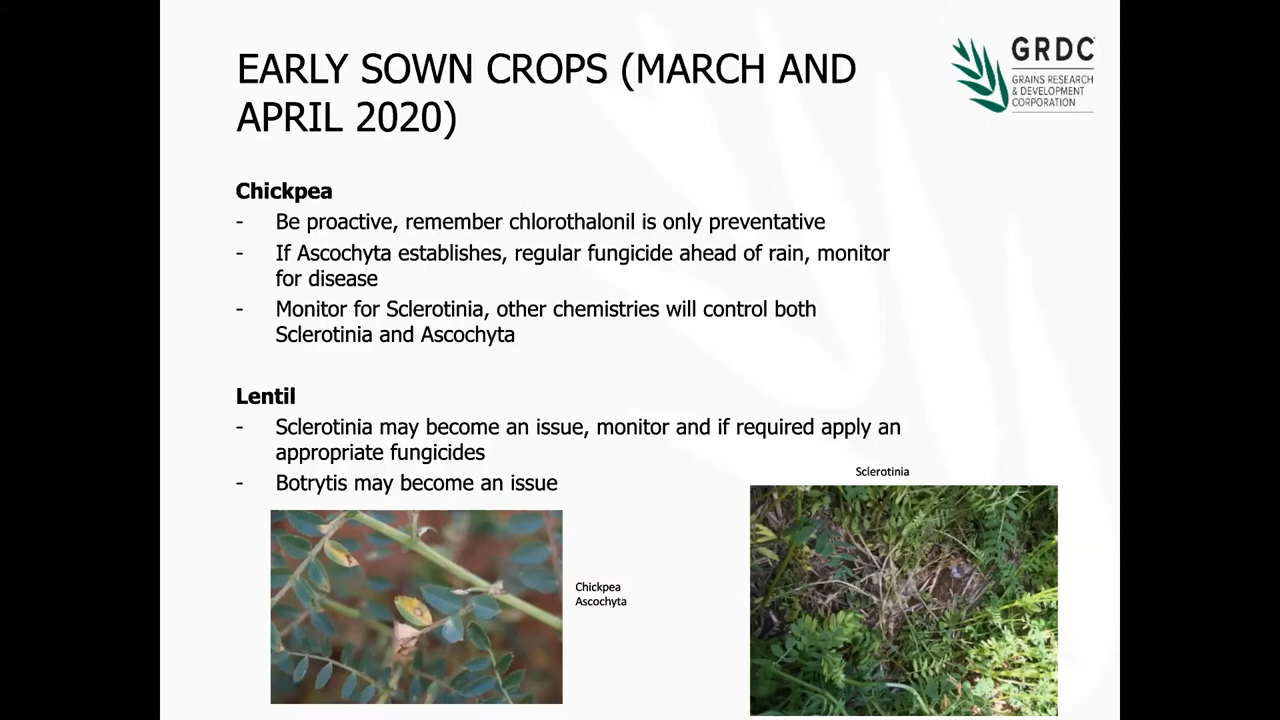 EARLY SOWN CROPS (MARCH AND
APRIL 2020)
GRDC
GRAINS RESEARCH
& DEVELOPMENT
CORPORATION
Chickpea
- Be proactive, remember chlorothalonil is only preventative
- If Ascochyta establishes, regular fungicide ahead of rain, monitor
for disease
- Monitor for Sclerotinia, other chemistries will control both
Sclerotinia and Ascochyta
Lentil
- Sclerotinia may become an issue, monitor and if required apply an
appropriate fungicides
- Botrytis may become an issue
Sclerotinia
Chickpea
Ascochyta